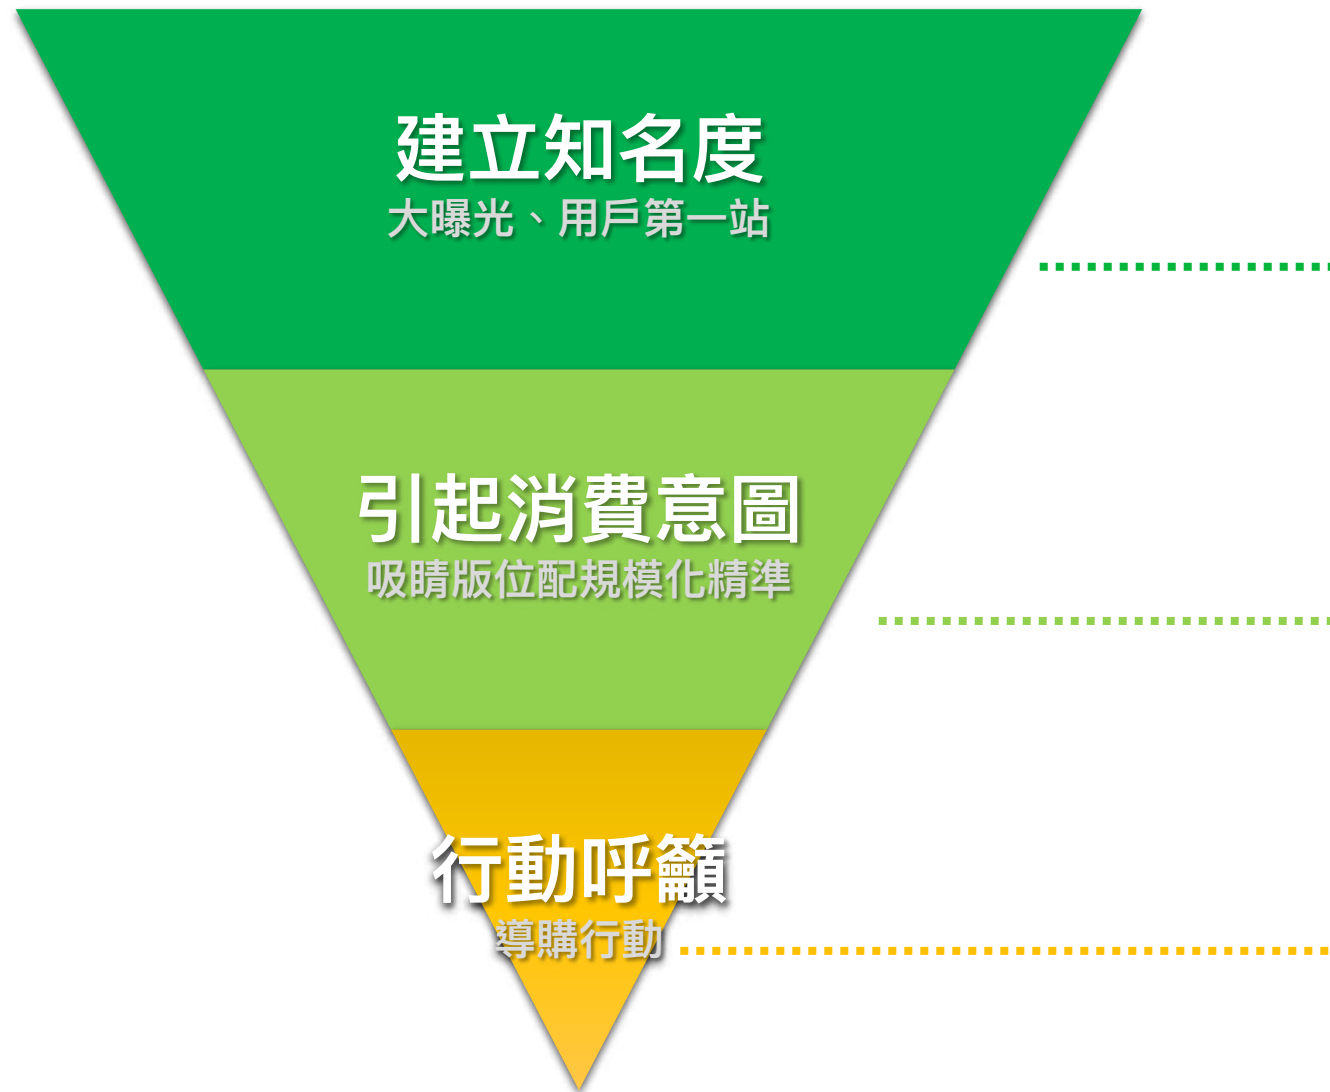 建立知名度
大曝光、用戶第一站
引起消費意圖
吸睛版位配規模化精準
行動呼籲
導購行動